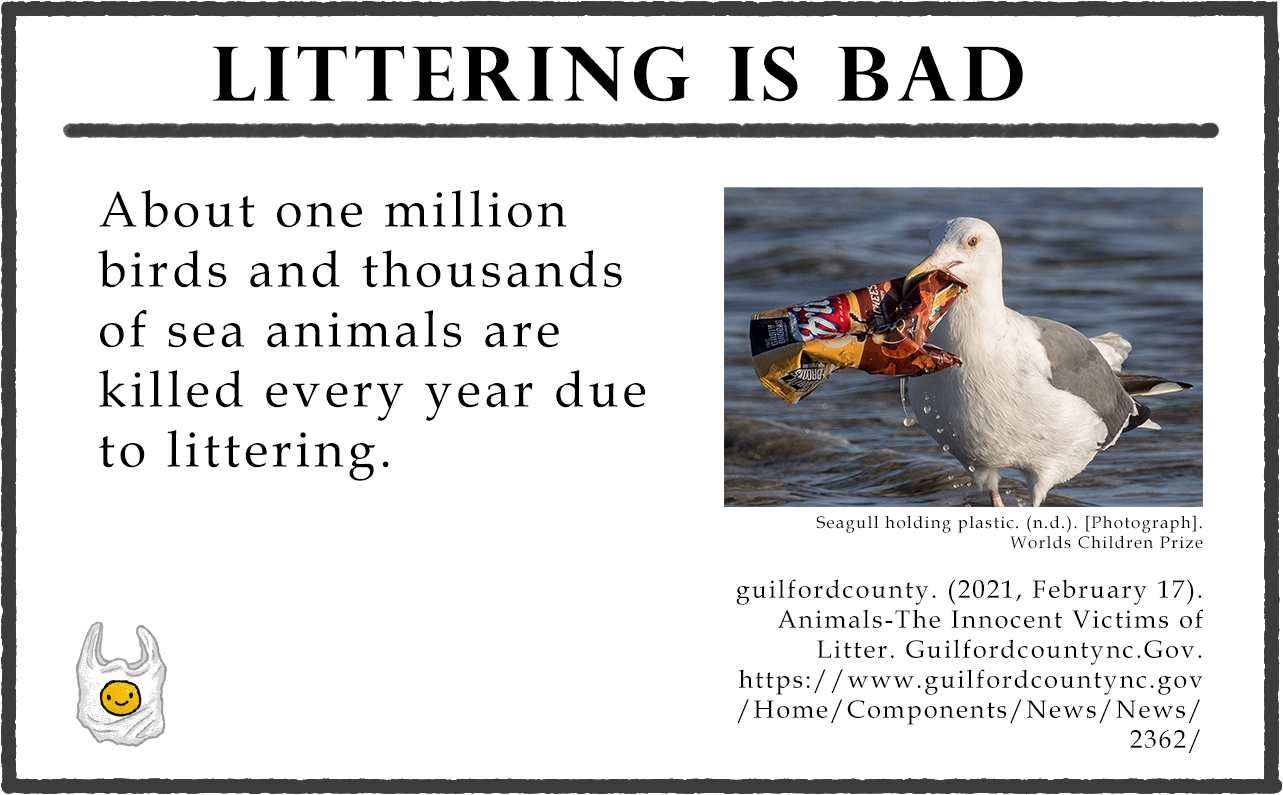 LITTERING IS BAD
About one million
birds and thousands
of sea animals are
killed every year due
to littering.
Seagull holding plastic. (n.d.). [Photograph].
Worlds Children Prize
guilfordcounty. (2021, February 17).
Animals-The Innocent Victims of
Litter. Guilfordcountync.Gov.
https://www.guilfordcountync.gov
/Home/Components/News/News/
2362/